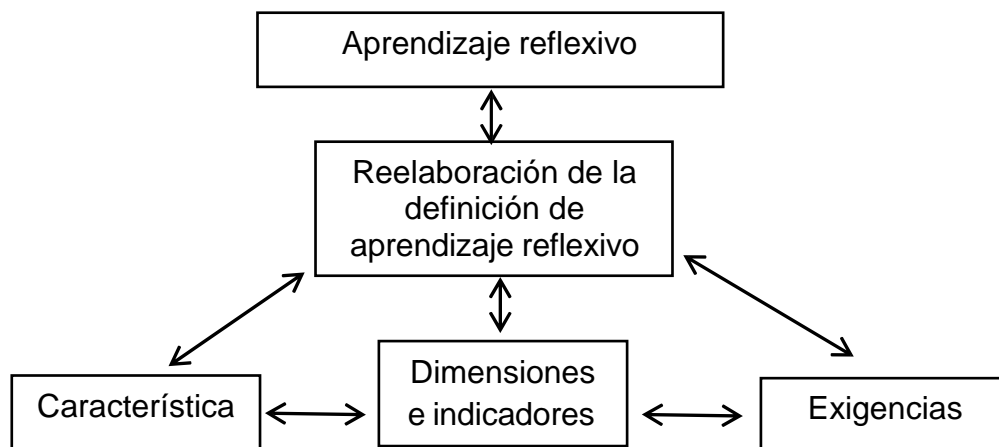 Aprendizaje reflexivo
Reelaboración de la
definición de
aprendizaje reflexivo
Característica
Dimensiones
e indicadores
Exigencias